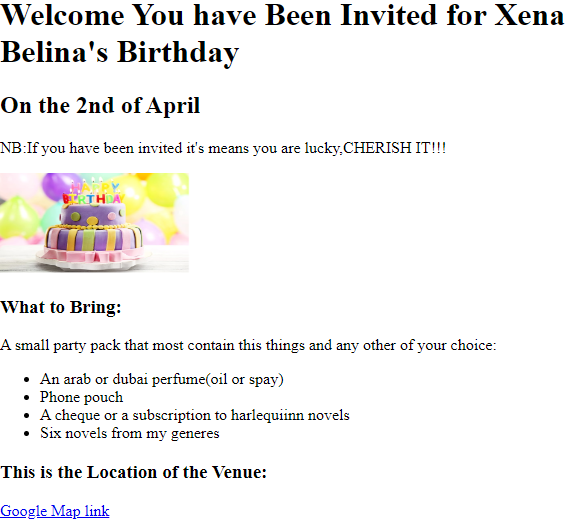 Welcome You have Been Invited for Xena
Belina's Birthday
On the 2nd of April
NB:If you have been invited it's means you are lucky,CHERISH IT!!!
HAPPY
BIRTHDAY
What to Bring:
A small party pack that most contain this things and any other of your choice:
An arab or dubai perfume(oil or spay)
Phone pouch
A cheque or a subscription to harlequiinn novels
Six novels from my generes
This is the Location of the Venue:
Google Map link